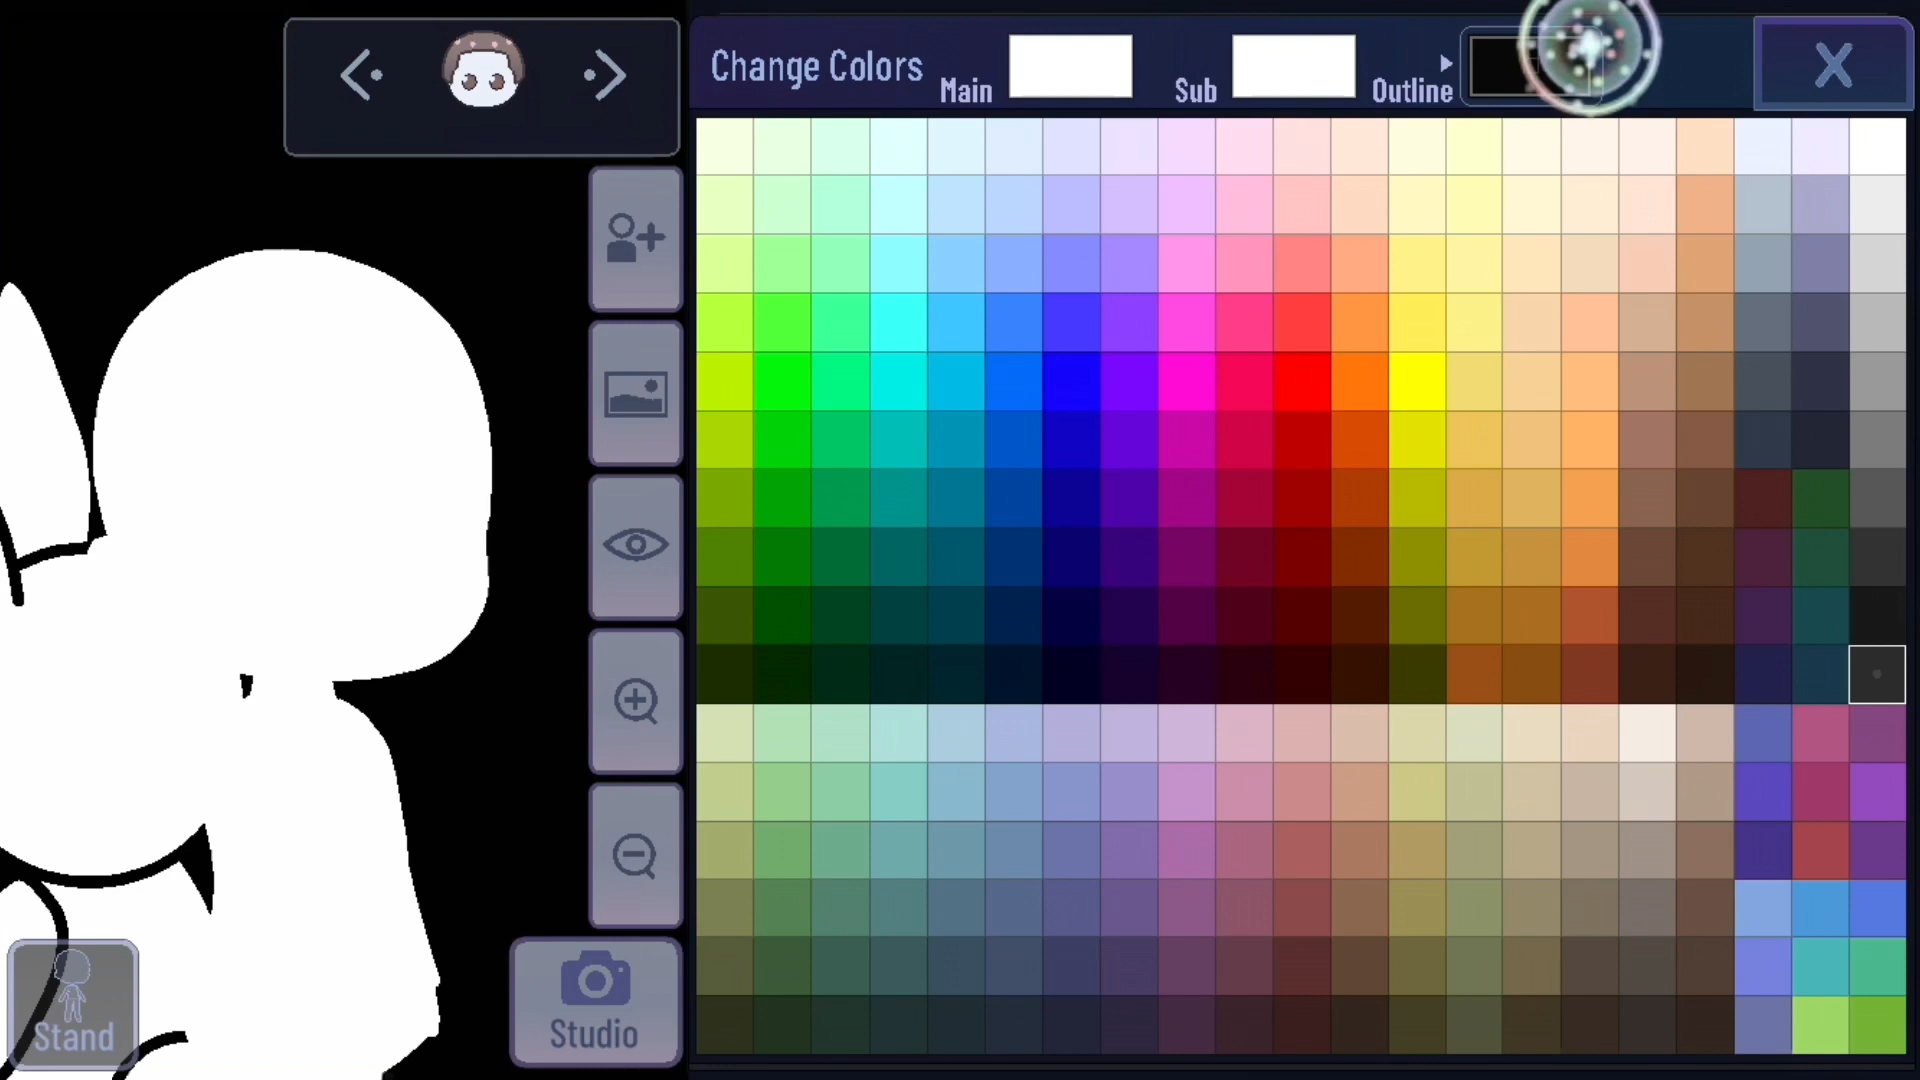 Change Colors
Main
Sub
Outline
X
Stand
Studio